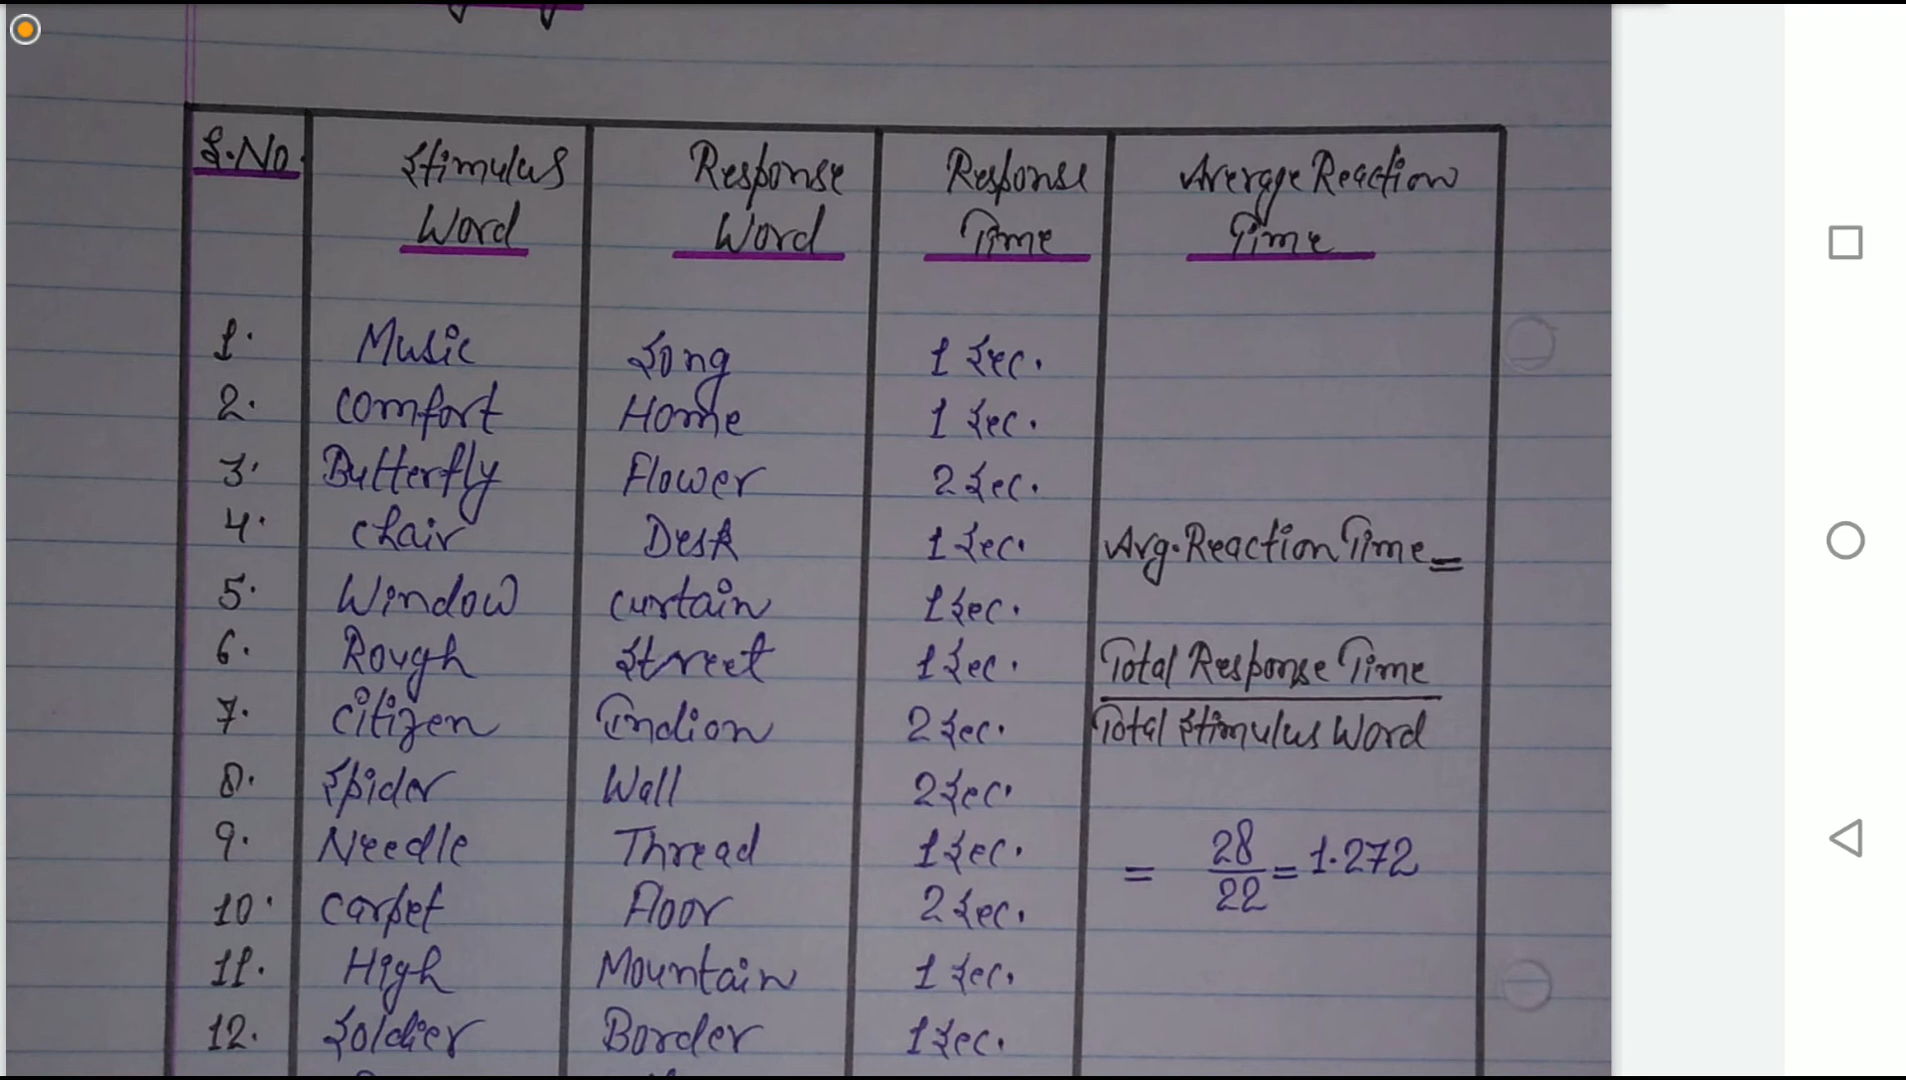 S.No. Stimulus Word Response Word Response Time Average Reaction Time
1. Music Song 1 Sec.
2. Comfort Home 1 Sec.
3. Butterfly Flower 2 Sec.
4. Chair Desk 1 Sec. Avg. Reaction Time =
5. Window Curtain 1 Sec.
6. Rough Street 1 Sec. Total Response Time
7. Citizen Indion 2 Sec. Total Stimulus Word
8. Spider Wall 2 Sec.
9. Needle Thread 1 Sec. = 28/22 = 1.272
10. Carpet Floor 2 Sec.
11. High Mountain 1 Sec.
12. Soldier Border 1 Sec.